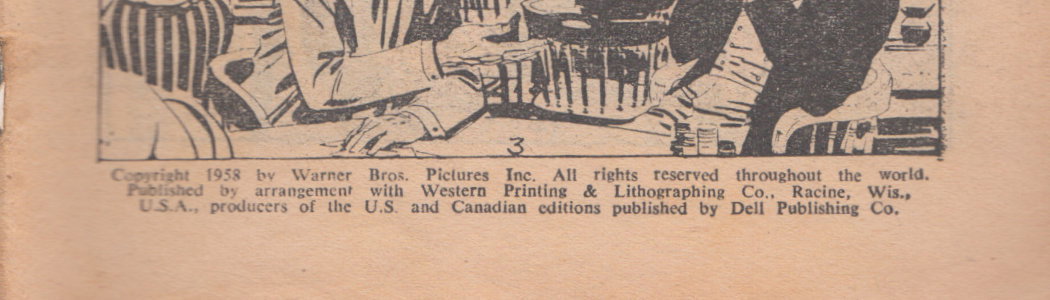 3
Copyright 1958 by Warner Bros. Pictures Inc. All rights reserved throughout the world.
Published by arrangement with Western Printing & Lithographing Co., Racine, Wis.,
U.S.A., producers of the U.S. and Canadian editions published by Dell Publishing Co.